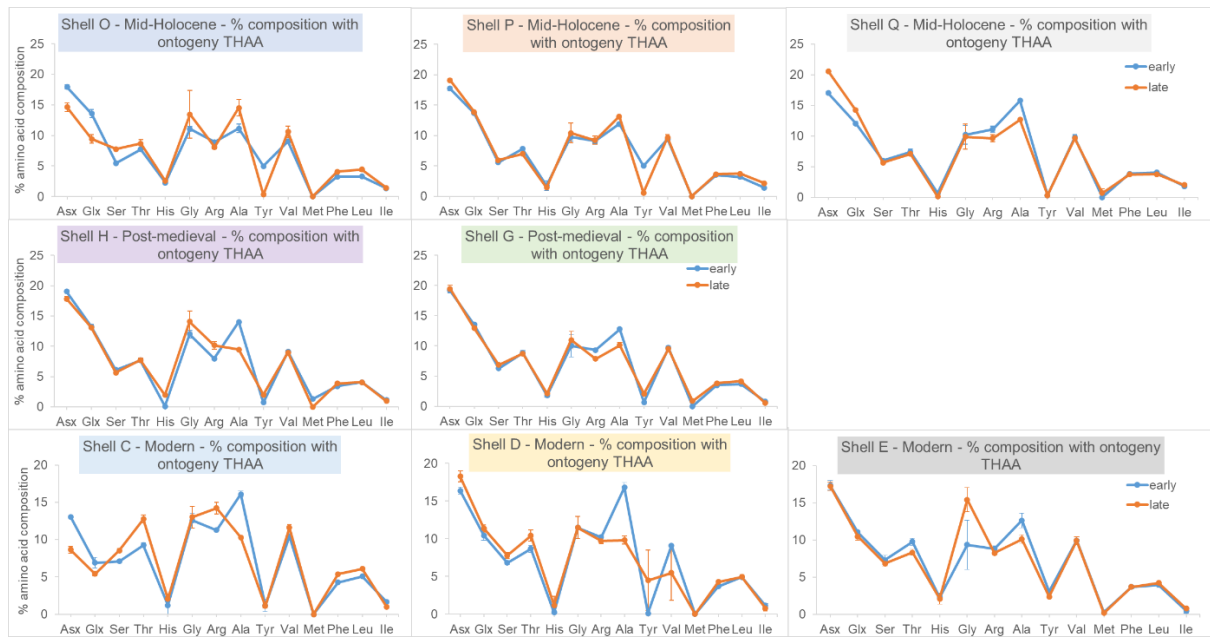 Shell O - Mid-Holocene - % composition with
ontogeny THAA
Shell P - Mid-Holocene - % composition
with ontogeny THAA
Shell Q - Mid-Holocene - % composition with
ontogeny THAA
% amino acid composition
25
20
15
10
5
0
Asx Glx Ser Thr His Gly Arg Ala Tyr Val Met Phe Leu Ile
25
20
15
10
5
0
Asx Glx Ser Thr His Gly Arg Ala Tyr Val Met Phe Leu Ile
25
20
15
10
5
0
early
late
Asx Glx Ser Thr His Gly Arg Ala Tyr Val Met Phe Leu Ile
Shell H - Post-medieval - % composition with
ontogeny THAA
Shell G - Post-medieval - % composition
with ontogeny THAA
% amino acid composition
25
20
15
10
5
0
Asx Glx Ser Thr His Gly Arg Ala Tyr Val Met Phe Leu Ile
25
20
15
10
5
0
early
late
Asx Glx Ser Thr His Gly Arg Ala Tyr Val Met Phe Leu Ile
Shell C - Modern - % composition with
ontogeny THAA
Shell D - Modern - % composition with
ontogeny THAA
Shell E - Modern - % composition with ontogeny
THAA
% amino acid composition
20
15
10
5
0
Asx Glx Ser Thr His Gly Arg Ala Tyr Val Met Phe Leu Ile
20
15
10
5
0
Asx Glx Ser Thr His Gly Arg Ala Tyr Val Met Phe Leu Ile
20
15
10
5
0
early
late
Asx Glx Ser Thr His Gly Arg Ala Tyr Val Met Phe Leu Ile